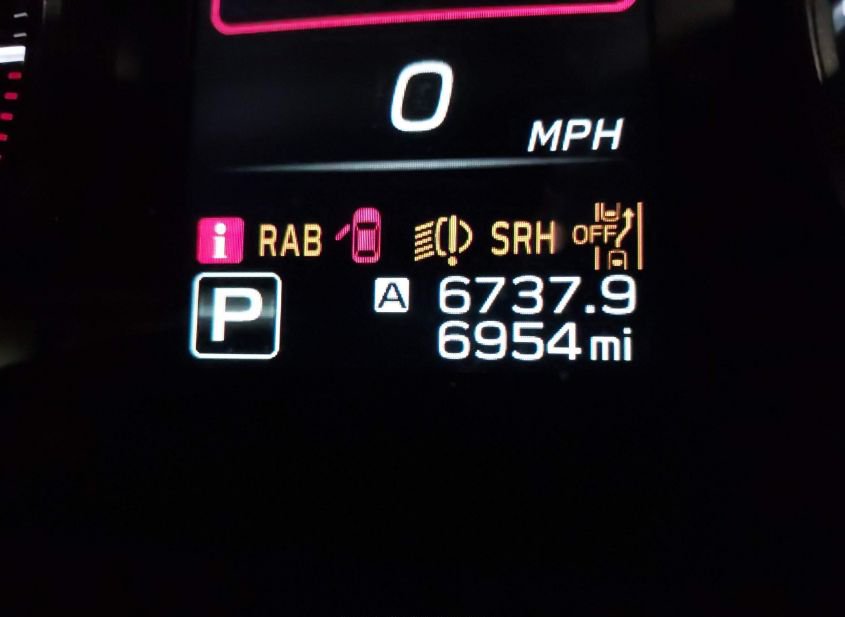 0
MPH
i RAB SRH OFF
P A 6737.9
6954 mi